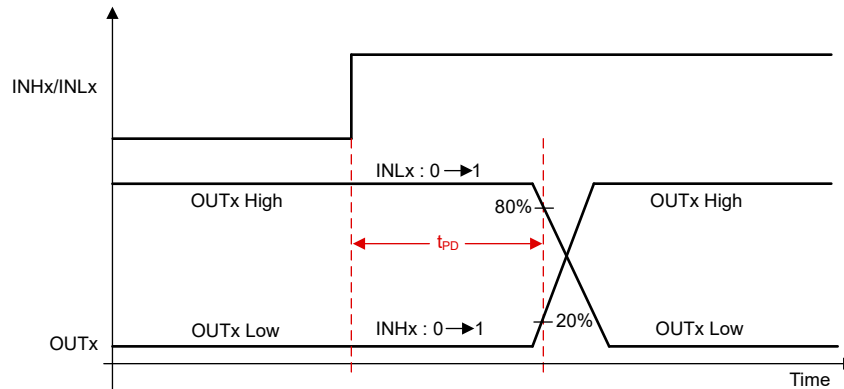 INHx/INLx
INLx : 0→1
OUTx High
80%
OUTx High
tPD
OUTx Low
INHx : 0→1
20%
OUTx Low
OUTx
Time